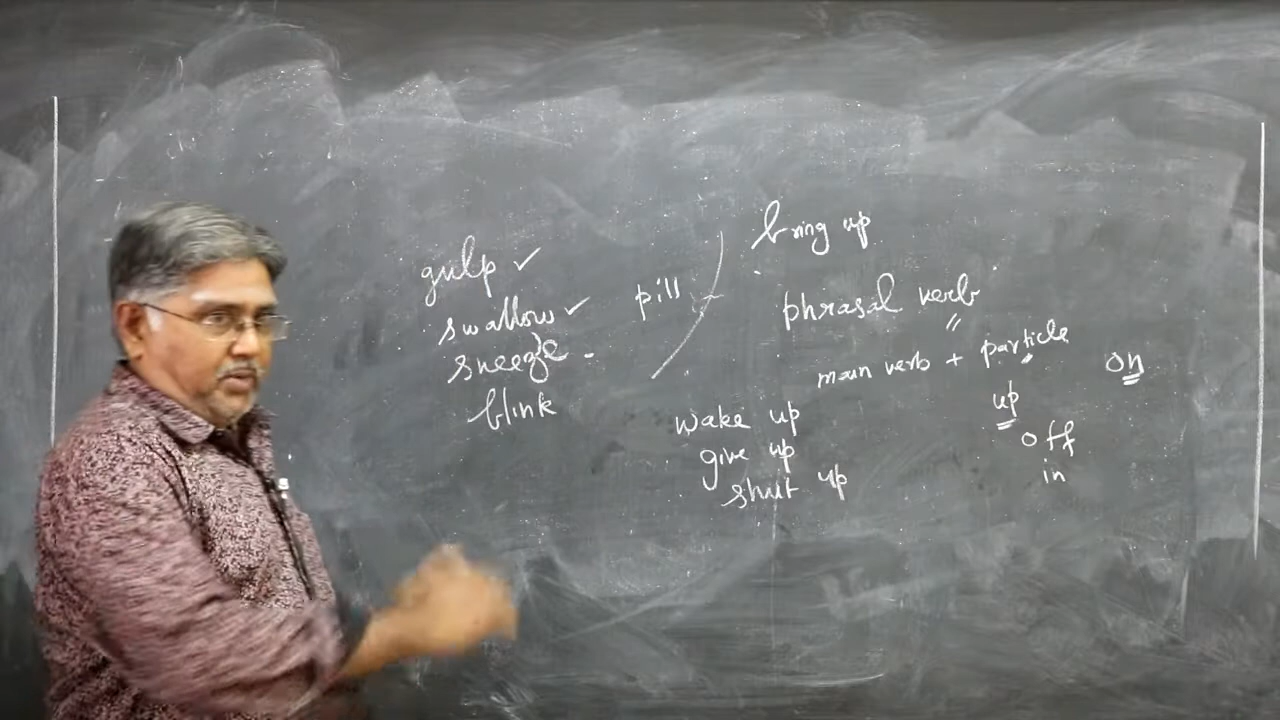 gulp ✓
swallow ✓
sneeze
blink
pill
bring up
phrasal verb
main verb + particle
on
up
off
in
wake up
give up
shut up